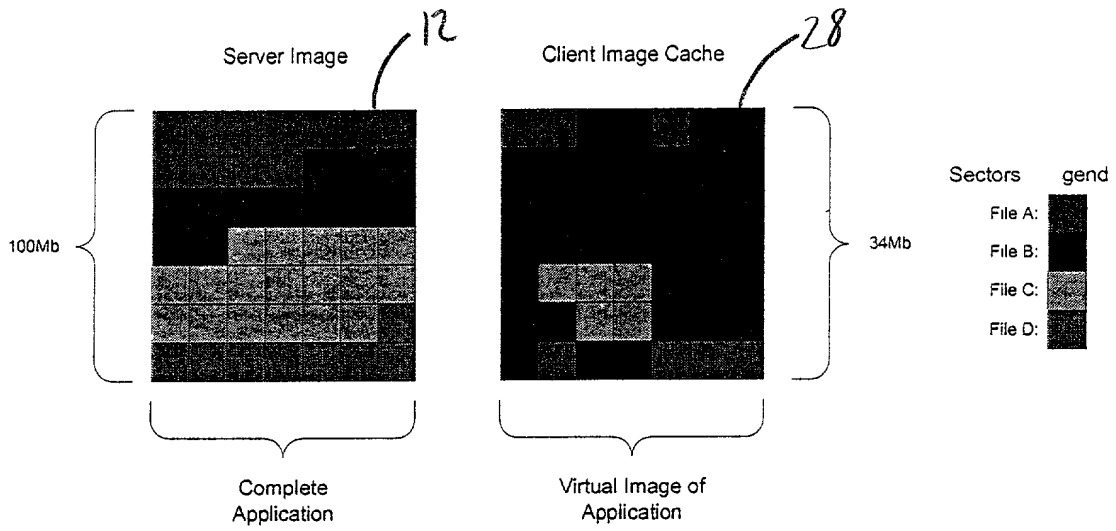 12
28
Server Image
Client Image Cache
100Mb
34Mb
Sectors gend
File A:
File B:
File C:
File D:
Complete
Application
Virtual Image of
Application